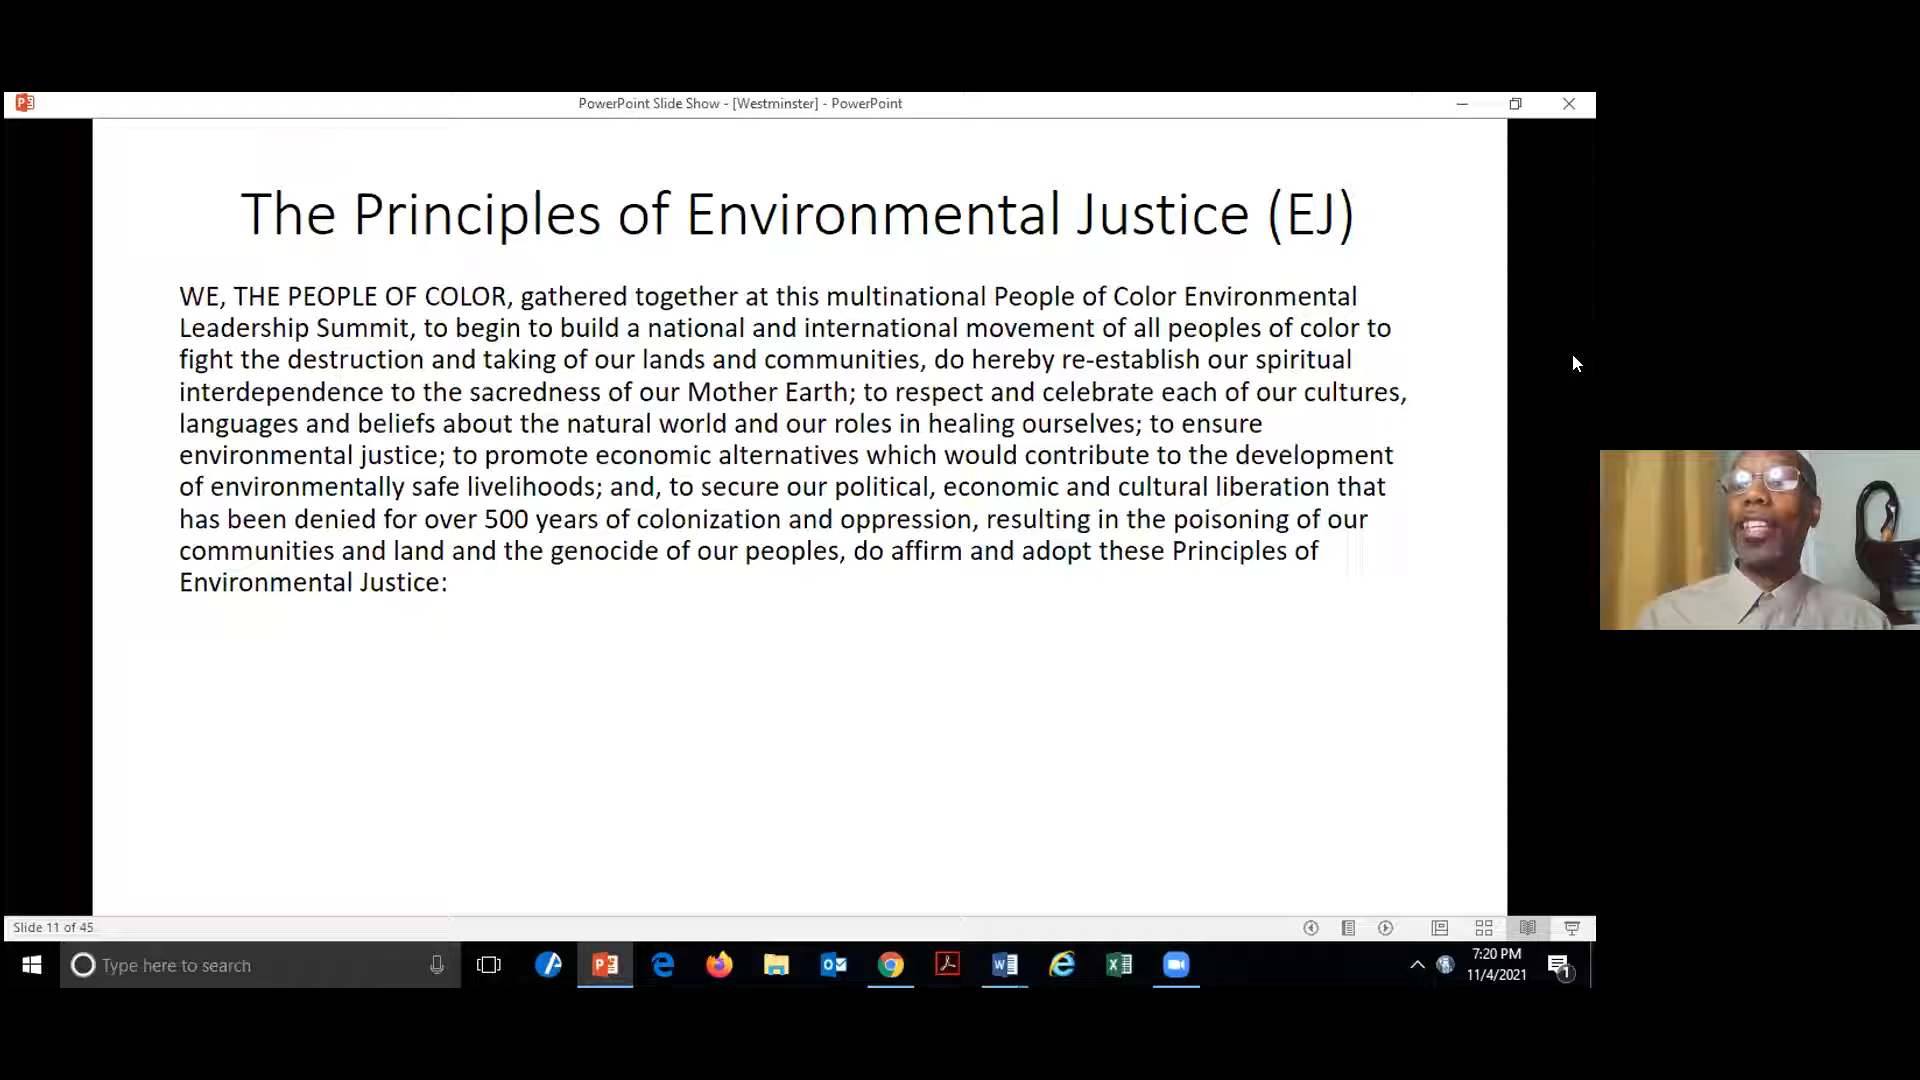 PowerPoint Slide Show - [Westminster] - PowerPoint
The Principles of Environmental Justice (EJ)
WE, THE PEOPLE OF COLOR, gathered together at this multinational People of Color Environmental
Leadership Summit, to begin to build a national and international movement of all peoples of color to
fight the destruction and taking of our lands and communities, do hereby re-establish our spiritual
interdependence to the sacredness of our Mother Earth; to respect and celebrate each of our cultures,
languages and beliefs about the natural world and our roles in healing ourselves; to ensure
environmental justice; to promote economic alternatives which would contribute to the development
of environmentally safe livelihoods; and, to secure our political, economic and cultural liberation that
has been denied for over 500 years of colonization and oppression, resulting in the poisoning of our
communities and land and the genocide of our peoples, do affirm and adopt these Principles of
Environmental Justice:
Slide 11 of 45
Type here to search
7:20 PM
11/4/2021
1